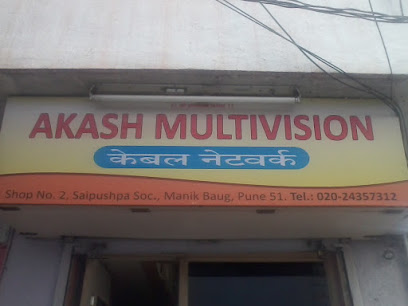 AKASH MULTIVISION
केबल नेटवर्क
Shop No. 2, Saipushpa Soc., Manik Baug, Pune 51. Tel.: 020-24357312